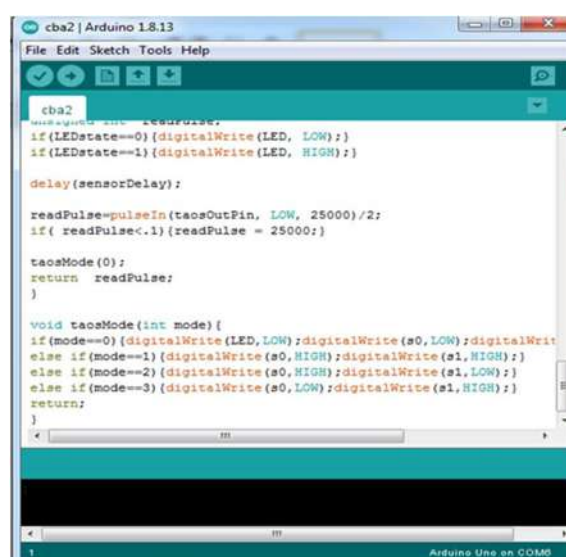 cba2 | Arduino 1.8.13
File Edit Sketch Tools Help
cba2
unsigned int readPulse;
if(LEDstate==0){digitalWrite(LED, LOW);}
if(LEDstate==1){digitalWrite(LED, HIGH);}
delay(sensorDelay);
readPulse=pulseIn(taosOutPin, LOW, 25000)/2;
if( readPulse<.1){readPulse = 25000;}
taosMode(0);
return readPulse;
}
void taosMode(int mode){
if(mode==0){digitalWrite(LED,LOW);digitalWrite(s0,LOW);digitalWrit
else if(mode==1){digitalWrite(s0,HIGH);digitalWrite(s1,HIGH);}
else if(mode==2){digitalWrite(s0,HIGH);digitalWrite(s1,LOW);}
else if(mode==3){digitalWrite(s0,LOW);digitalWrite(s1,HIGH);}
return;
}
1 Arduino Uno on COM6